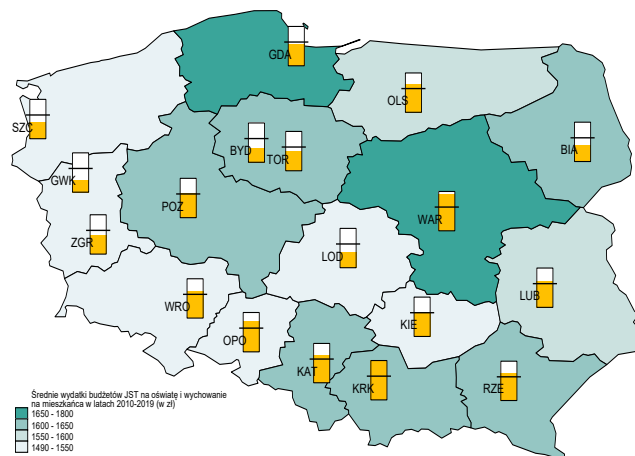 GDA
OLS
SZC
BYD
TOR
BIA
GWK
POZ
WAR
ZGR
LOD
LUB
WRO
KIE
OPO
KAT
KRK
RZE
Średnie wydatki budżetów JST na oświatę i wychowanie
na mieszkańca w latach 2010-2019 (w zł)
1650 - 1800
1600 - 1650
1550 - 1600
1490 - 1550